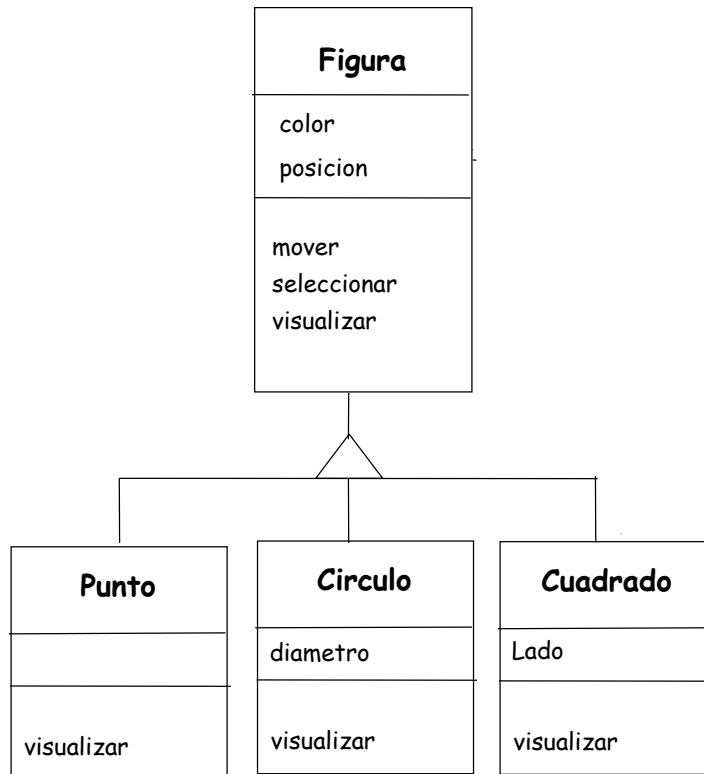 Figura
color
posicion
mover
seleccionar
visualizar
Punto
visualizar
Circulo
diametro
visualizar
Cuadrado
Lado
visualizar